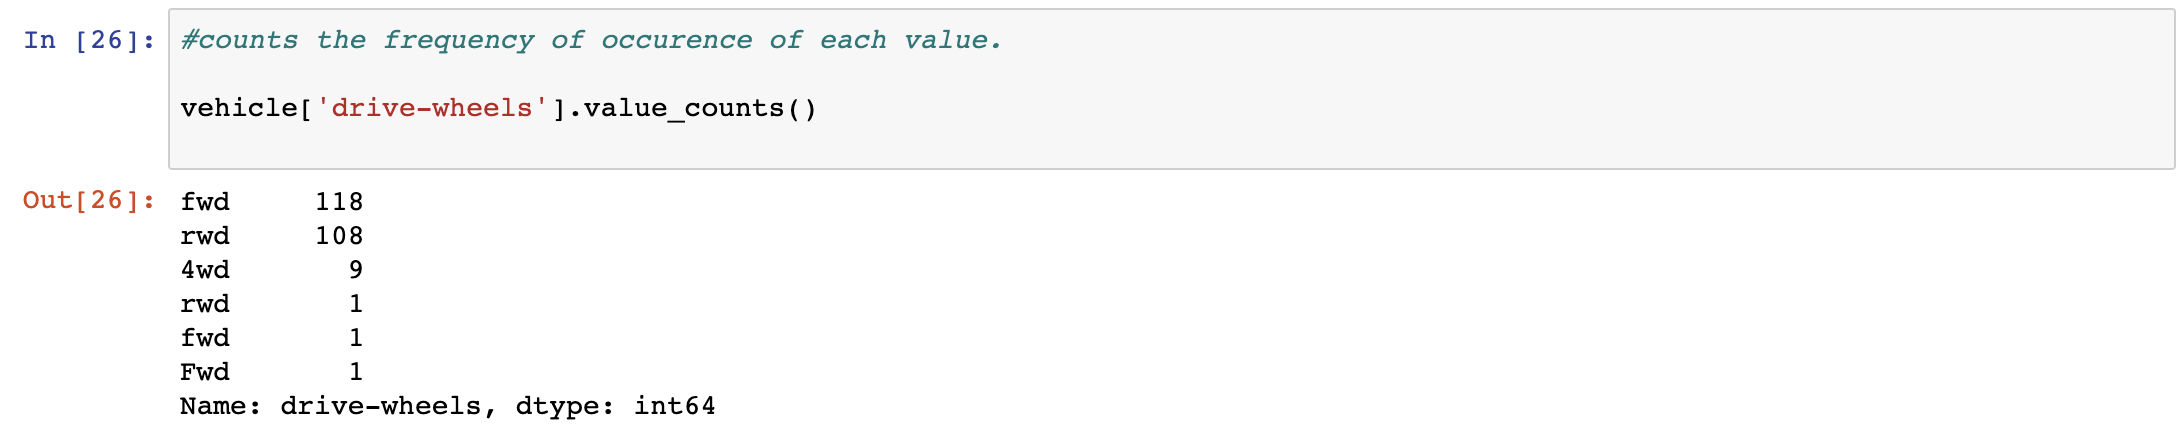 In [26]: #counts the frequency of occurence of each value.
vehicle['drive-wheels'].value_counts()
Out[26]: fwd     118
rwd     108
4wd       9
rwd       1
fwd       1
Fwd       1
Name: drive-wheels, dtype: int64